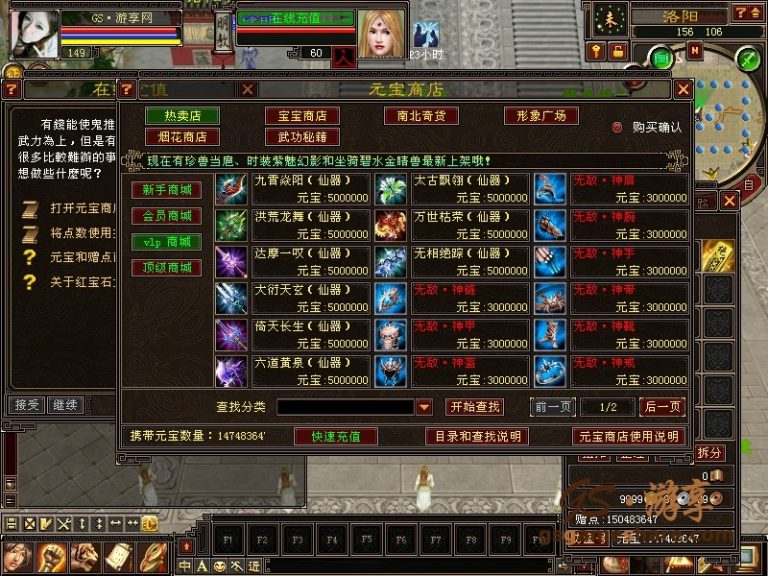 GS·游享网
149
在线充值
60
23小时
未
洛阳
156 106
N
元宝商店
热卖店 宝宝商店 南北奇货 形象广场
烟花商店 武功秘籍
购买确认
现在有珍兽当扈、时装紫魅幻影和坐骑碧水金睛兽最新上架哦!
新手商城
会员商城
vlp 商城
顶级商城
九霄焱阳(仙器) 太古飘翎(仙器) 无敌·神肩
元宝:5000000 元宝:5000000 元宝:3000000
洪荒龙舞(仙器) 万世枯荣(仙器) 无敌·神腕
元宝:5000000 元宝:5000000 元宝:3000000
达摩一叹(仙器) 无相绝踪(仙器) 无敌·神手
元宝:5000000 元宝:5000000 元宝:3000000
大衍天玄(仙器) 无敌·神链 无敌·神带
元宝:5000000 元宝:3000000 元宝:3000000
倚天长生(仙器) 无敌·神甲 无敌·神靴
元宝:5000000 元宝:3000000 元宝:3000000
六道黄泉(仙器) 无敌·神盔 无敌·神戒
元宝:5000000 元宝:3000000 元宝:3000000
查找分类 开始查找 前一页 1/2 后一页
携带元宝数量:14748364 快速充值 目录和查找说明 元宝商店使用说明
有錢能使鬼推
武力為上,但是有
很多比較難辦的事
想做些什麼呢?
打开元宝商
将点数使用
元宝和赠点
关于红宝石
接受 继续
拆分
0
赠点:150483647
GS·游享
F1 F2 F3 F4 F5 F6 F7 F8 F9
中 A 近